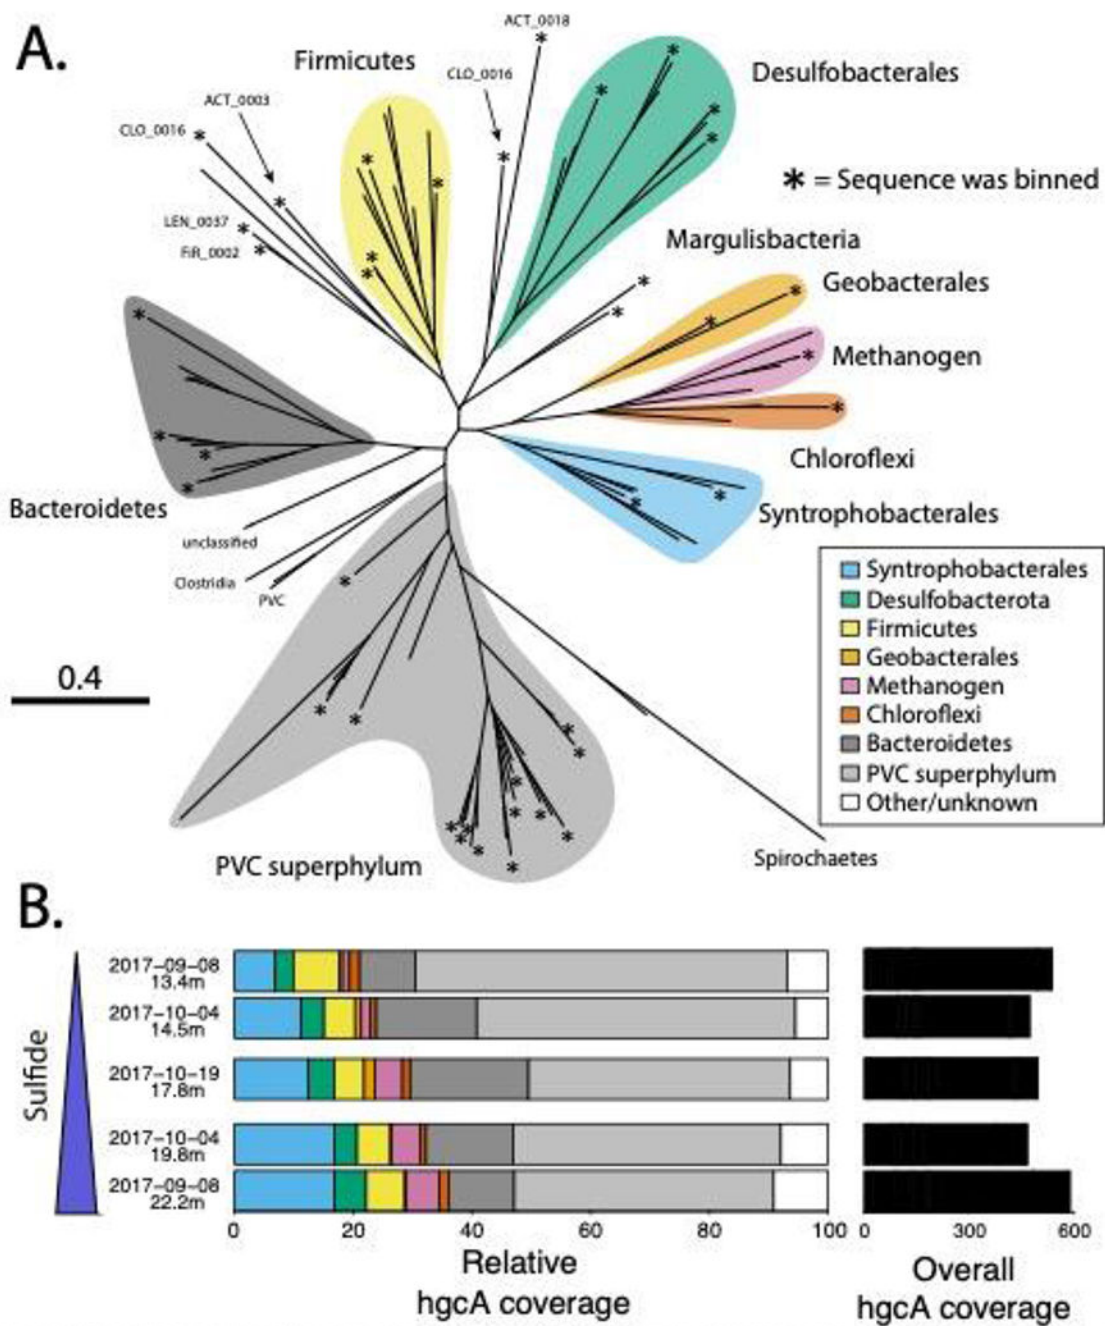 A.
ACT_0018
Firmicutes
CLO_0016
Desulfobacterales
ACT_0003
CLO_0016
* = Sequence was binned
LEN_0037
FIR_0002
Margulisbacteria
Geobacterales
Methanogen
Chloroflexi
Bacteroidetes
Syntrophobacterales
unclassified
Clostridia
PVC
0.4
Syntrophobacterales
Desulfobacterota
Firmicutes
Geobacterales
Methanogen
Chloroflexi
Bacteroidetes
PVC superphylum
Other/unknown
Spirochaetes
PVC superphylum
B.
Sulfide
2017-09-08
13.4m
2017-10-04
14.5m
2017-10-19
17.8m
2017-10-04
19.8m
2017-09-08
22.2m
0 20 40 60 80 100
0 300 600
Relative
hgcA coverage
Overall
hgcA coverage